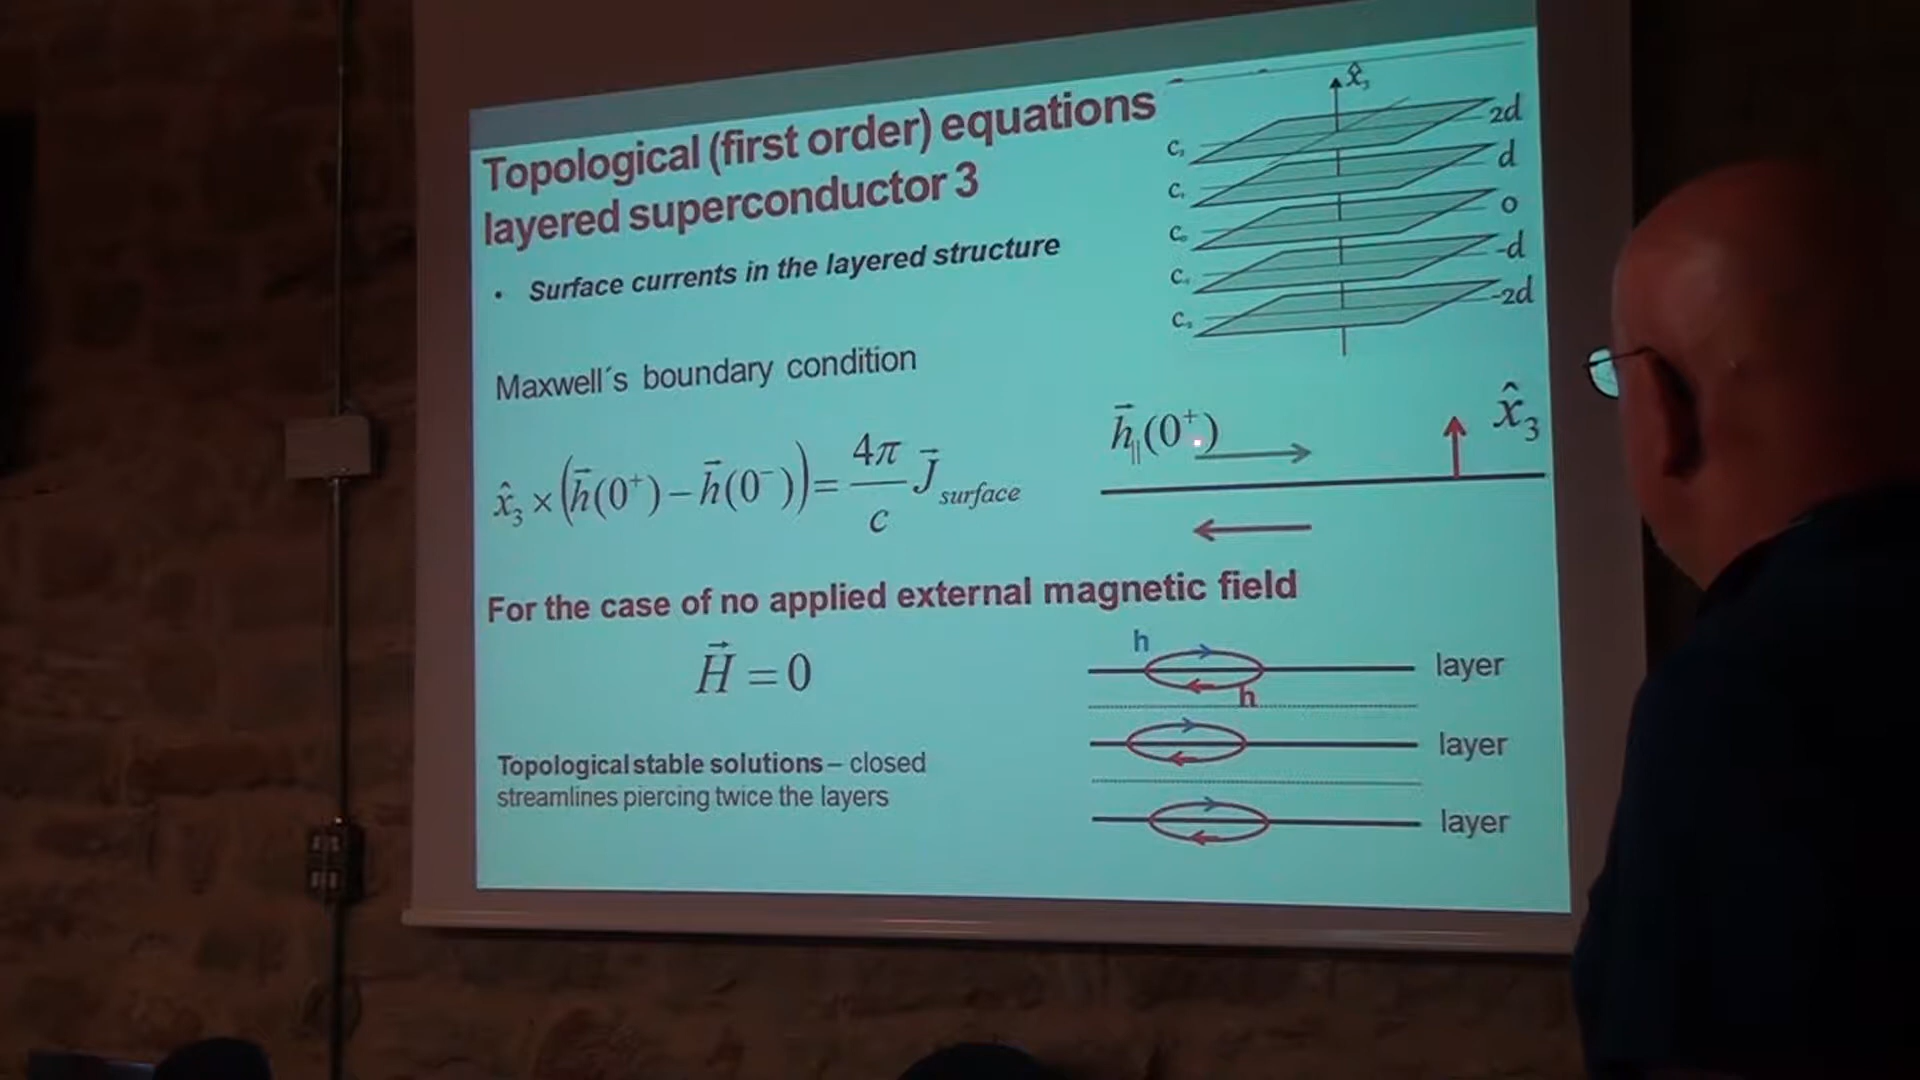 Topological (first order) equations
layered superconductor 3
• Surface currents in the layered structure
Maxwell´s boundary condition
x̂₃ × (h⃗(0⁺) − h⃗(0⁻)) = 4π/c J⃗ surface
x̂₃
2d
d
0
-d
-2d
h⃗∥(0⁺)
x̂₃
For the case of no applied external magnetic field
H⃗ = 0
h
layer
h
layer
layer
Topological stable solutions – closed
streamlines piercing twice the layers